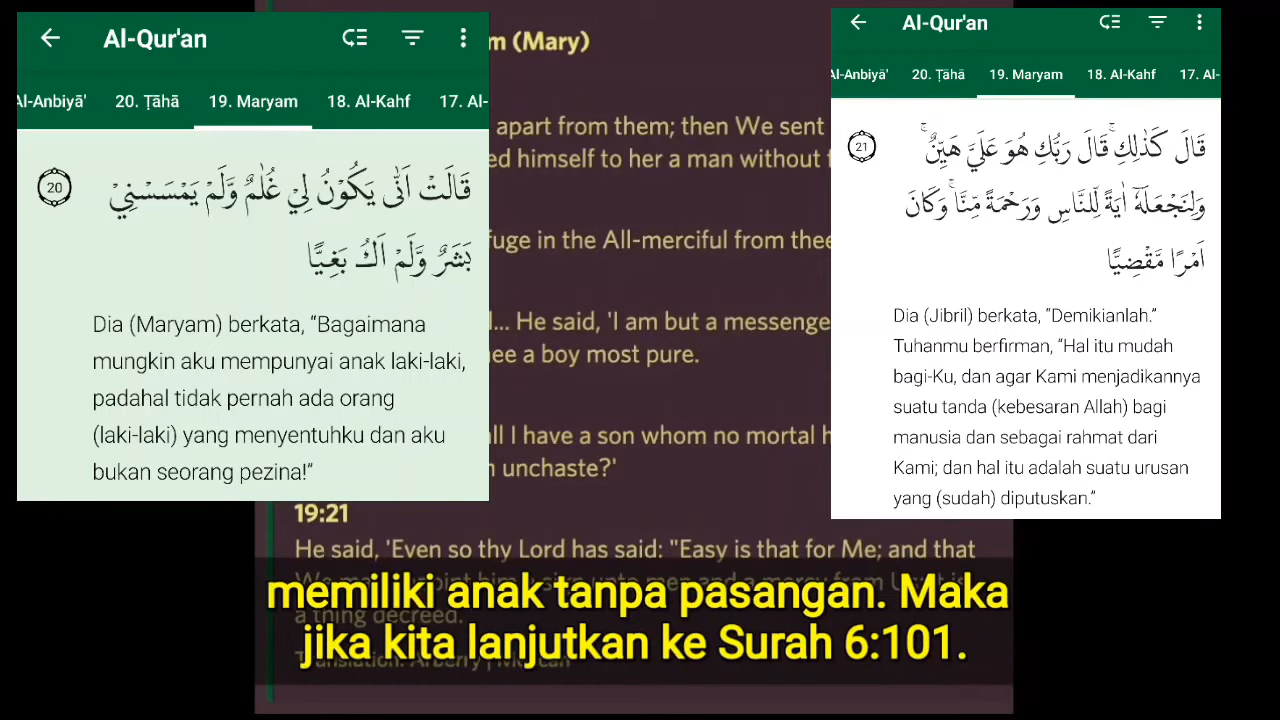 Al-Qur'an
Al-Anbiyā' 20. Ṭāhā 19. Maryam 18. Al-Kahf 17. Al-
20
قَالَتْ اَنّٰى يَكُوْنُ لِيْ غُلٰمٌ وَّلَمْ يَمْسَسْنِيْ
بَشَرٌ وَّلَمْ اَكُ بَغِيًّا
Dia (Maryam) berkata, “Bagaimana
mungkin aku mempunyai anak laki-laki,
padahal tidak pernah ada orang
(laki-laki) yang menyentuhku dan aku
bukan seorang pezina!”
m (Mary)
apart from them; then We sent
ed himself to her a man without f
fuge in the All-merciful from thee
l... He said, 'I am but a messenge
ee a boy most pure.
ll I have a son whom no mortal h
n unchaste?'
19:21
He said, 'Even so thy Lord has said: "Easy is that for Me; and that
a thing decreed.
Al-Qur'an
Al-Anbiyā' 20. Ṭāhā 19. Maryam 18. Al-Kahf 17. Al-
21
قَالَ كَذٰلِكِۚ قَالَ رَبُّكِ هُوَ عَلَيَّ هَيِّنٌۚ
وَلِنَجْعَلَهٗٓ اٰيَةً لِّلنَّاسِ وَرَحْمَةً مِّنَّاۚ وَكَانَ
اَمْرًا مَّقْضِيًّا
Dia (Jibril) berkata, “Demikianlah.”
Tuhanmu berfirman, “Hal itu mudah
bagi-Ku, dan agar Kami menjadikannya
suatu tanda (kebesaran Allah) bagi
manusia dan sebagai rahmat dari
Kami; dan hal itu adalah suatu urusan
yang (sudah) diputuskan.”
memiliki anak tanpa pasangan. Maka
jika kita lanjutkan ke Surah 6:101.